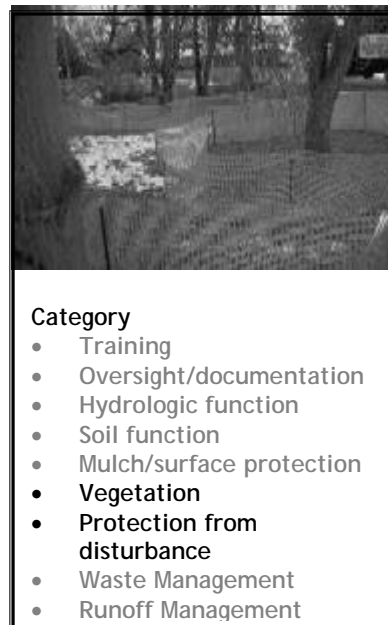 Category
• Training
• Oversight/documentation
• Hydrologic function
• Soil function
• Mulch/surface protection
• Vegetation
• Protection from
disturbance
• Waste Management
• Runoff Management